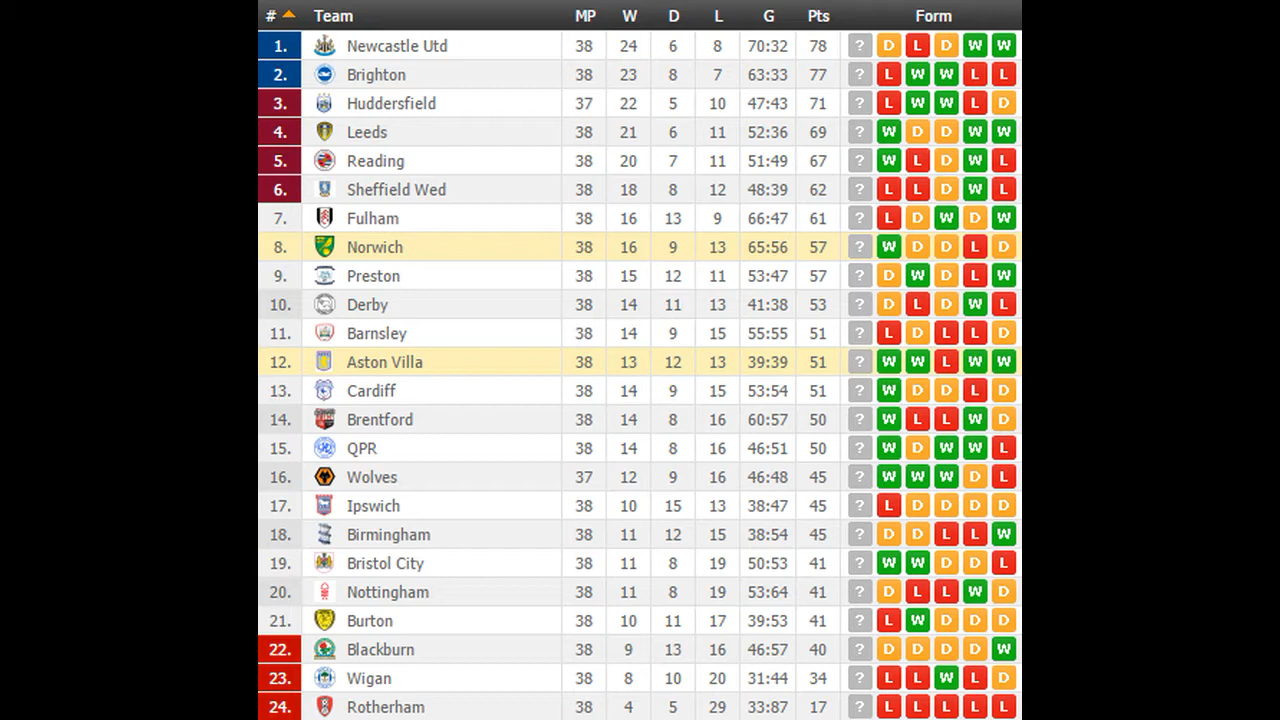 # Team MP W D L G Pts Form
1. Newcastle Utd 38 24 6 8 70:32 78 ? D L D W W
2. Brighton 38 23 8 7 63:33 77 ? L W W L L
3. Huddersfield 37 22 5 10 47:43 71 ? L W W L D
4. Leeds 38 21 6 11 52:36 69 ? W D D W W
5. Reading 38 20 7 11 51:49 67 ? W L D W L
6. Sheffield Wed 38 18 8 12 48:39 62 ? L L D W L
7. Fulham 38 16 13 9 66:47 61 ? L D W D W
8. Norwich 38 16 9 13 65:56 57 ? W D D L D
9. Preston 38 15 12 11 53:47 57 ? D W D L W
10. Derby 38 14 11 13 41:38 53 ? D L D W L
11. Barnsley 38 14 9 15 55:55 51 ? L D L L D
12. Aston Villa 38 13 12 13 39:39 51 ? W W L W W
13. Cardiff 38 14 9 15 53:54 51 ? W D D L D
14. Brentford 38 14 8 16 60:57 50 ? W L L W D
15. QPR 38 14 8 16 46:51 50 ? W D W W L
16. Wolves 37 12 9 16 46:48 45 ? W W W D L
17. Ipswich 38 10 15 13 38:47 45 ? L D D D D
18. Birmingham 38 11 12 15 38:54 45 ? D D L L W
19. Bristol City 38 11 8 19 50:53 41 ? W W D D L
20. Nottingham 38 11 8 19 53:64 41 ? D L L W D
21. Burton 38 10 11 17 39:53 41 ? L W D D D
22. Blackburn 38 9 13 16 46:57 40 ? D D D D W
23. Wigan 38 8 10 20 31:44 34 ? L L W L D
24. Rotherham 38 4 5 29 33:87 17 ? L L L L L